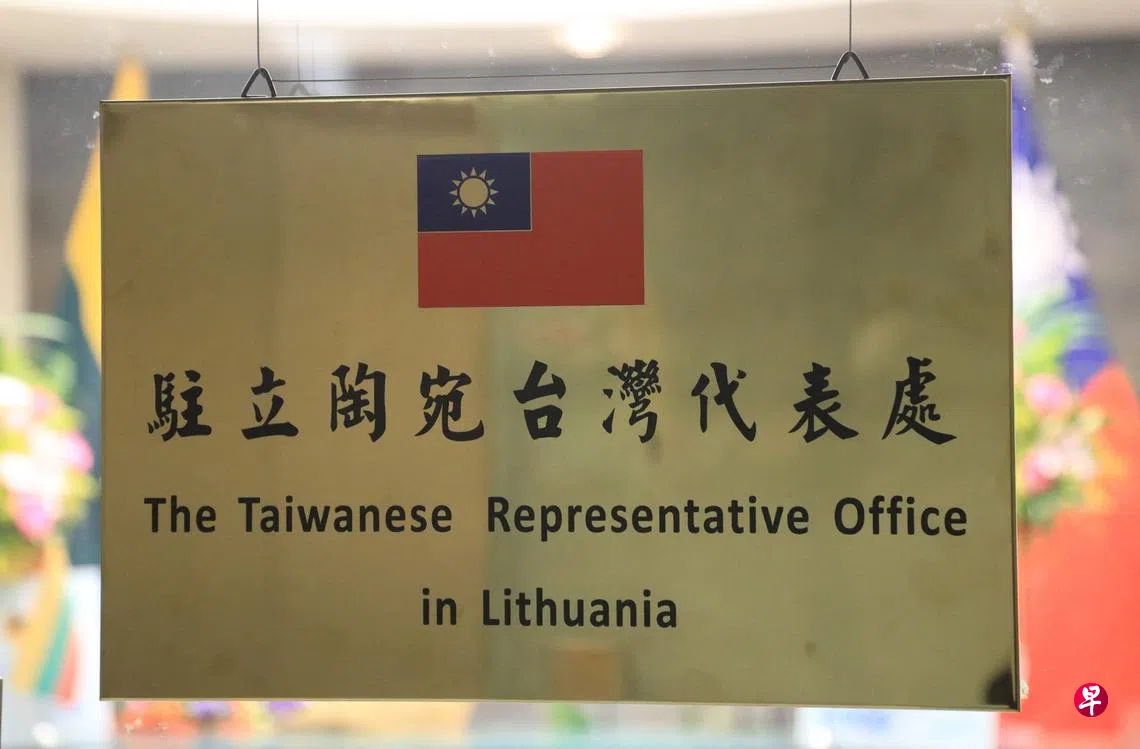 駐立陶宛台灣代表處
The Taiwanese Representative Office
in Lithuania
早